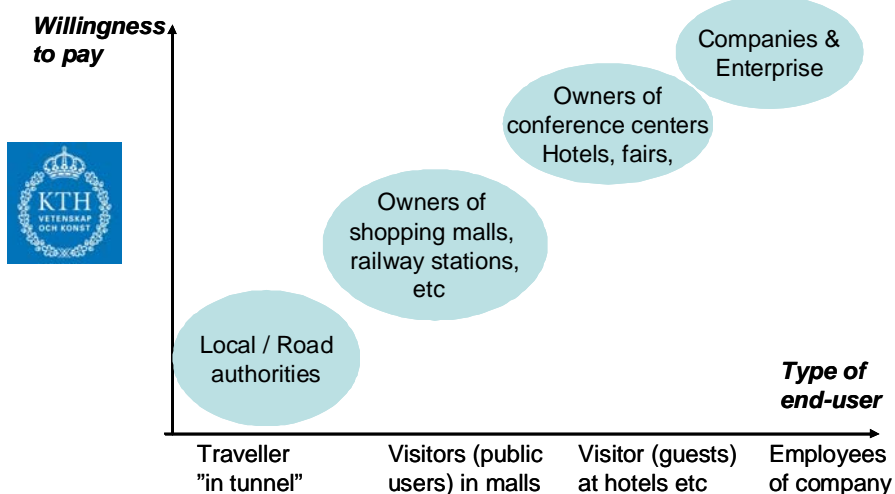 Willingness
to pay
Companies &
Enterprise
Owners of
conference centers
Hotels, fairs,
KTH
VETENSKAP
OCH KONST
Owners of
shopping malls,
railway stations,
etc
Local / Road
authorities
Type of
end-user
Traveller
”in tunnel”
Visitors (public
users) in malls
Visitor (guests)
at hotels etc
Employees
of company